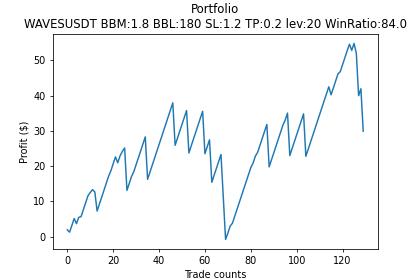 Portfolio
WAVESUSDT BBM:1.8 BBL:180 SL:1.2 TP:0.2 lev:20 WinRatio:84.0
Profit ($)
50
40
30
20
10
0
0 20 40 60 80 100 120
Trade counts